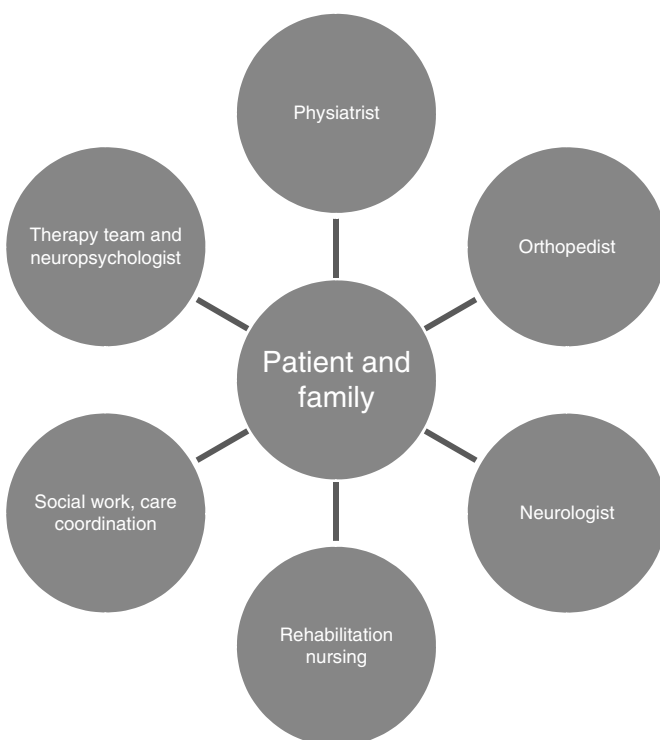 Physiatrist
Therapy team and
neuropsychologist
Orthopedist
Patient and
family
Social work, care
coordination
Neurologist
Rehabilitation
nursing